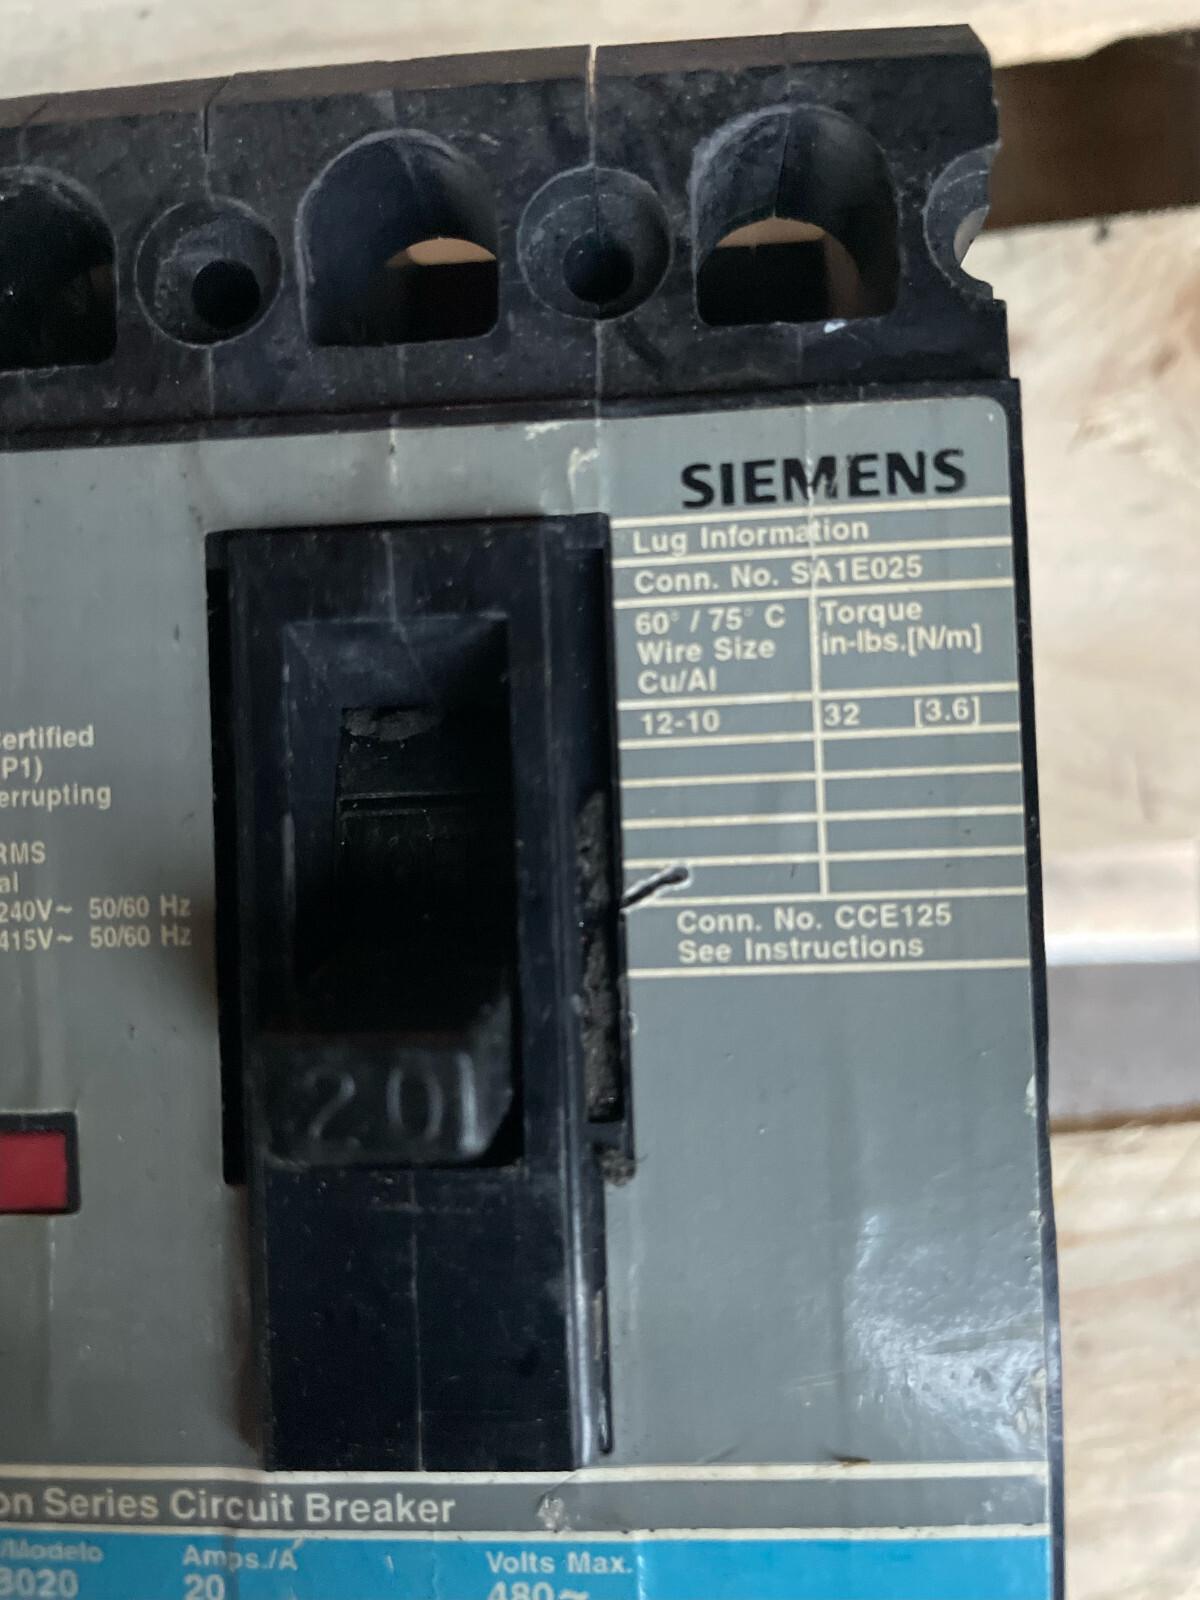 SIEMENS
Lug Information
Conn. No. SA1E025
60° / 75° C
Wire Size
Cu/Al
Torque
in-lbs.[N/m]
12-10 32 [3.6]
Conn. No. CCE125
See Instructions
ertified
P1)
errupting
RMS
al
240V~ 50/60 Hz
415V~ 50/60 Hz
20
on Series Circuit Breaker
/Modelo Amps./A Volts Max.
3020 20 480~